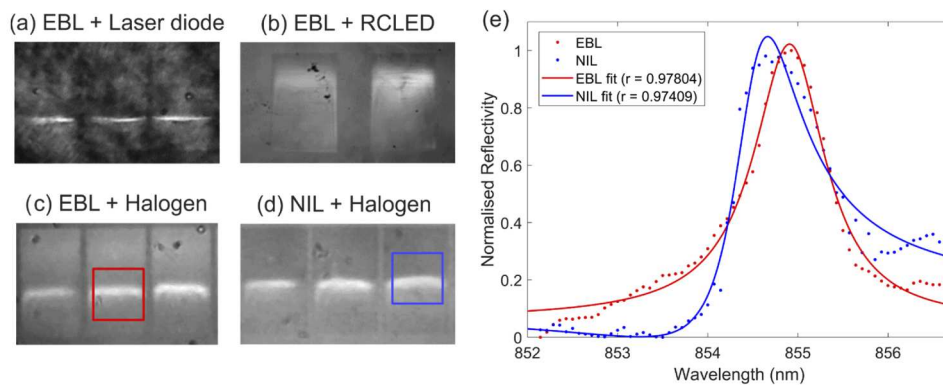 (a) EBL + Laser diode
(b) EBL + RCLED
(c) EBL + Halogen
(d) NIL + Halogen
(e)
EBL
NIL
EBL fit (r = 0.97804)
NIL fit (r = 0.97409)
Normalised Reflectivity
1
0.8
0.6
0.4
0.2
0
852
853
854
855
856
Wavelength (nm)